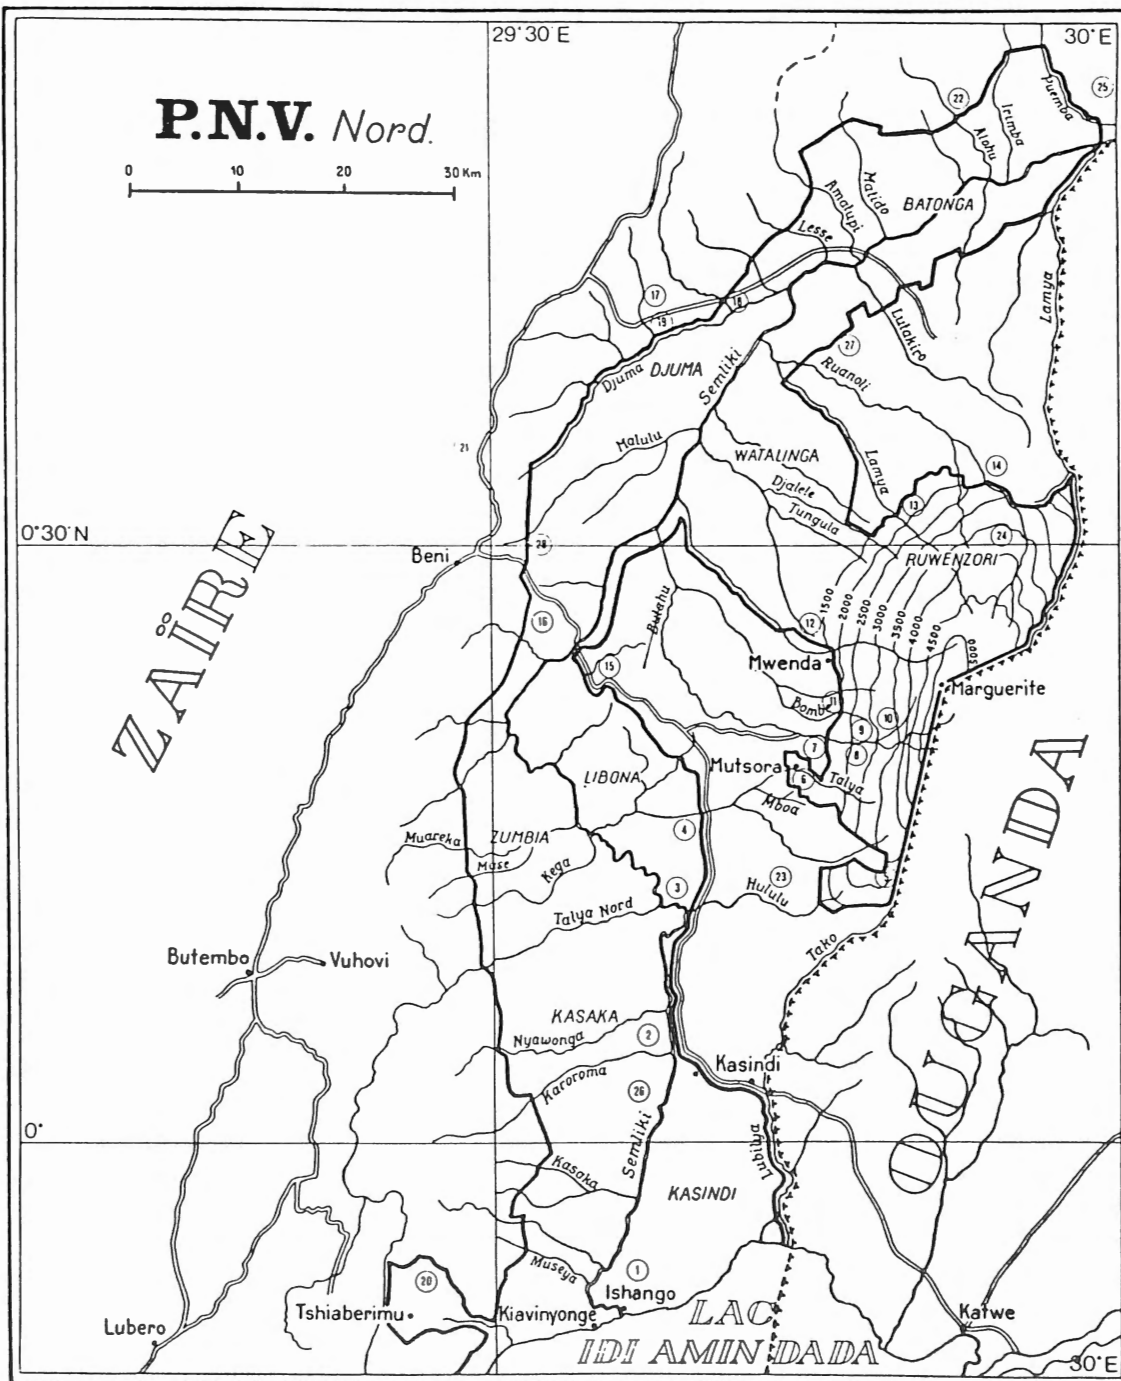 29°30 E
30° E
P.N.V. Nord.
0 10 20 30 Km
22
25
Puemba
Irimba
Alohu
Malido
Amalupi
BATONGA
Lesse
17
18
19
Lamya
Lulakiro
27
Ruanoli
Djuma
DJUMA
Semliki
21
Malulu
WATALINGA
Djalele
Tungula
Lamya
14
13
0°30 N
Beni
28
24
RUWENZORI
ZAÏRE
16
Bulahu
12
1500
2000
2500
3000
3500
4000
4500
5000
15
Mwenda
Marguerite
Bombe
11
10
9
8
7
Mutsora
6
Talya
LIBONA
Mboa
OUGANDA
4
Muareka
ZUMBIA
Mase
Kega
3
23
Hululu
5
Talya Nord
Tako
Butembo
Vuhovi
KASAKA
2
Nyawonga
Karoroma
Kasindi
26
0°
Semliki
Lubilya
Kasaka
KASINDI
Museya
1
20
Ishango
Tshiaberimu
Kiavinyonge
Katwe
Lubero
LAC
IDI AMIN DADA
30° E